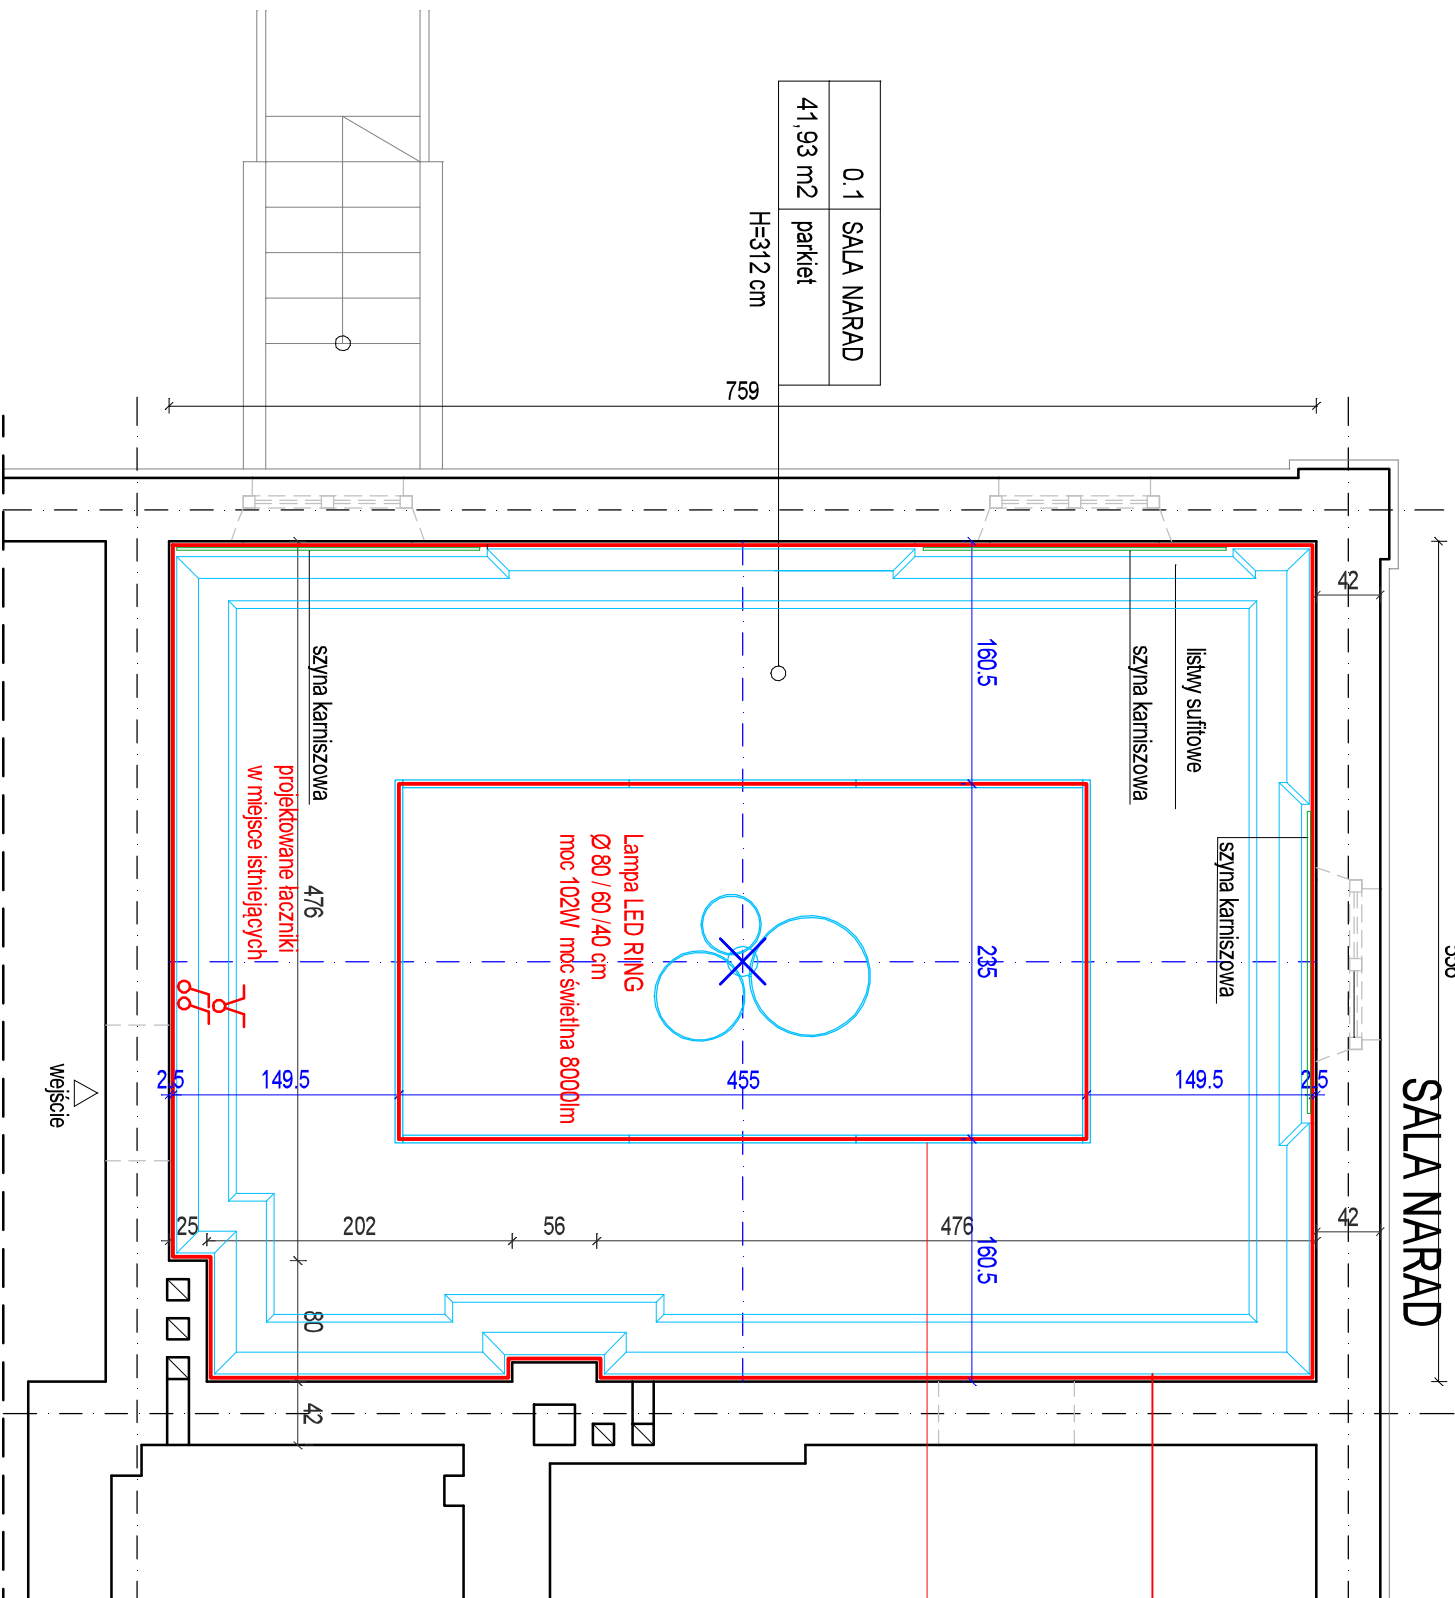 SALA NARAD
0.1 SALA NARAD
41,93 m2 parkiet
H=312 cm
759
42
listwy sufitowe
szyna karniszowa
szyna karniszowa
szyna karniszowa
160.5
235
160.5
Lampa LED RING
Ø 80 / 60 /40 cm
moc 102W moc świetlna 8000lm
projektowane łaczniki
w miejsce istniejących
476
80
42
2.5
149.5
455
149.5
2.5
25
202
56
476
42
wejście